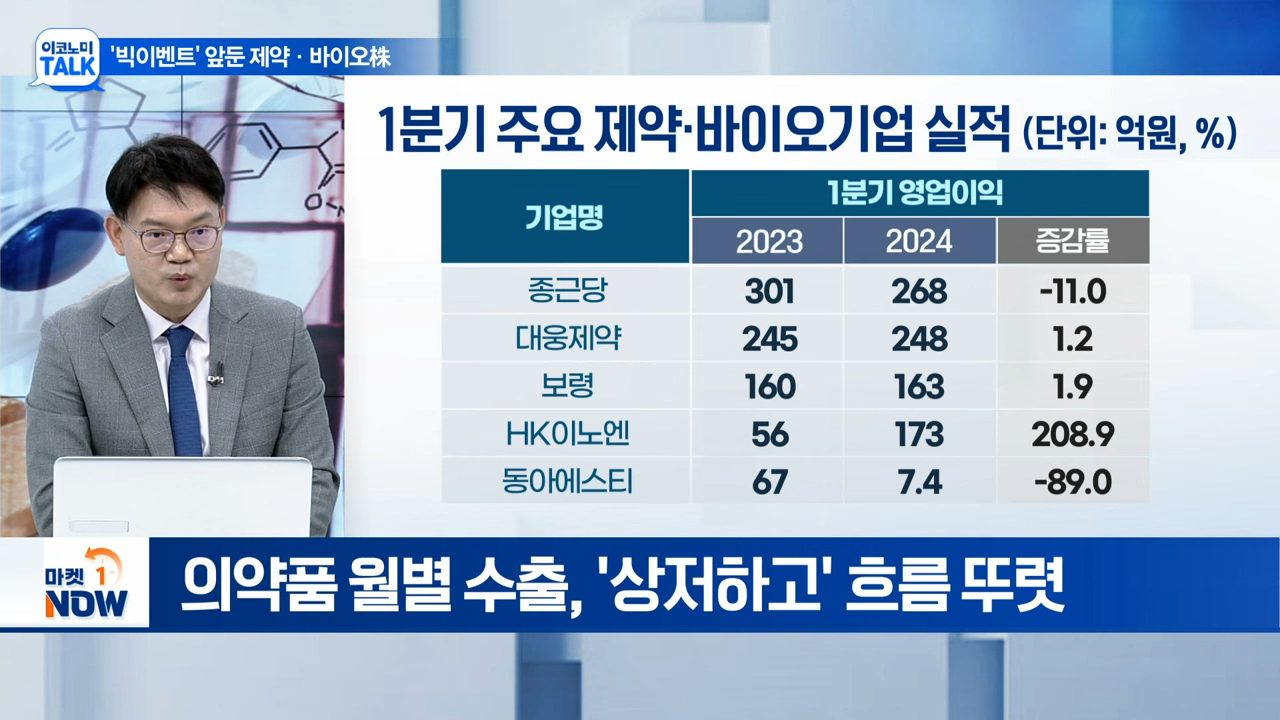 이코노미
TALK
'빅이벤트' 앞둔 제약·바이오株
1분기 주요 제약·바이오기업 실적 (단위: 억원, %)
기업명
1분기 영업이익
2023 2024 증감률
종근당 301 268 -11.0
대웅제약 245 248 1.2
보령 160 163 1.9
HK이노엔 56 173 208.9
동아에스티 67 7.4 -89.0
마켓 1
NOW
의약품 월별 수출, '상저하고' 흐름 뚜렷